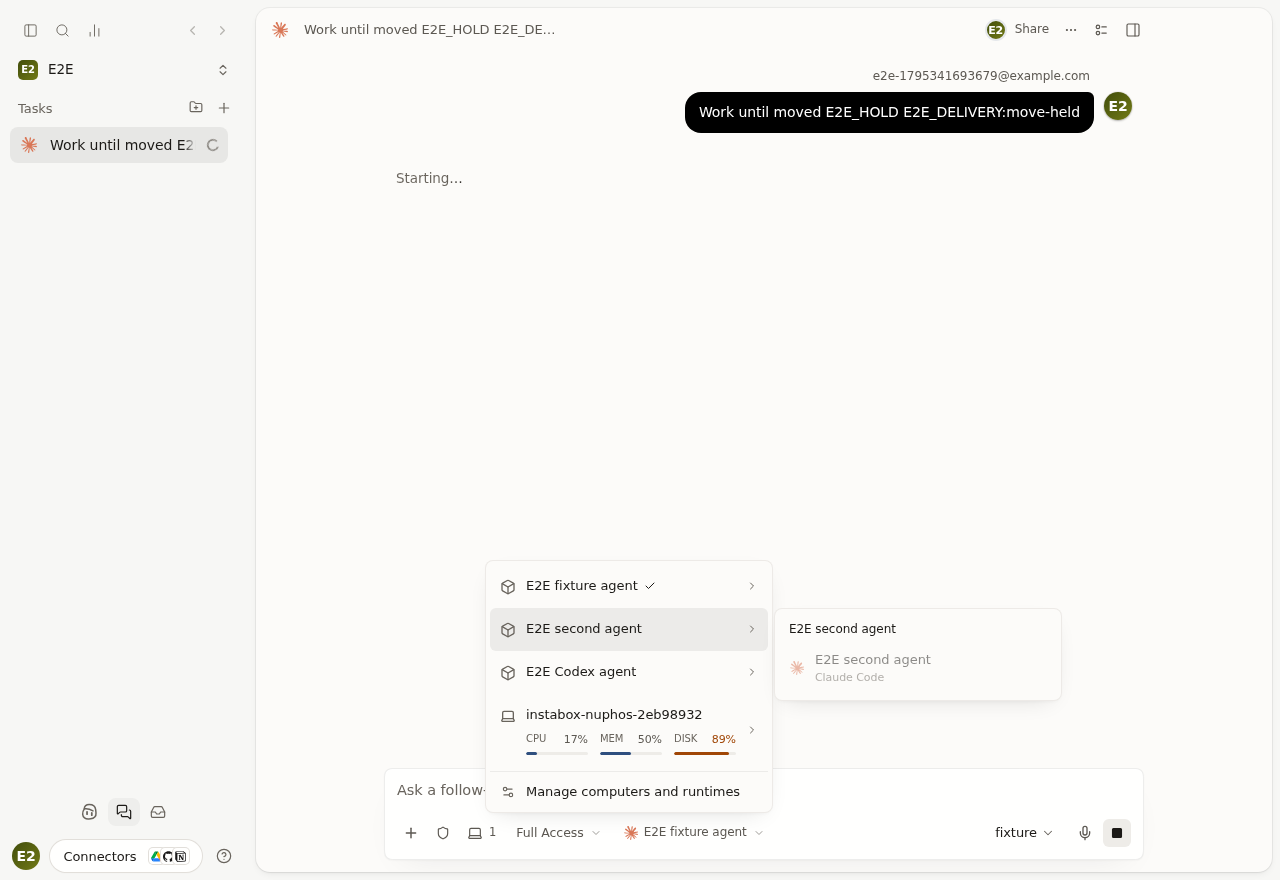 E2 E2E
Tasks
Work until moved E2
Work until moved E2E_HOLD E2E_DE…
E2 Share
e2e-1795341693679@example.com
Work until moved E2E_HOLD E2E_DELIVERY:move-held
E2
Starting…
E2E fixture agent
E2E second agent
E2E Codex agent
instabox-nuphos-2eb98932
CPU 17% MEM 50% DISK 89%
Manage computers and runtimes
E2E second agent
E2E second agent
Claude Code
Ask a follow-
1 Full Access E2E fixture agent fixture
E2 Connectors